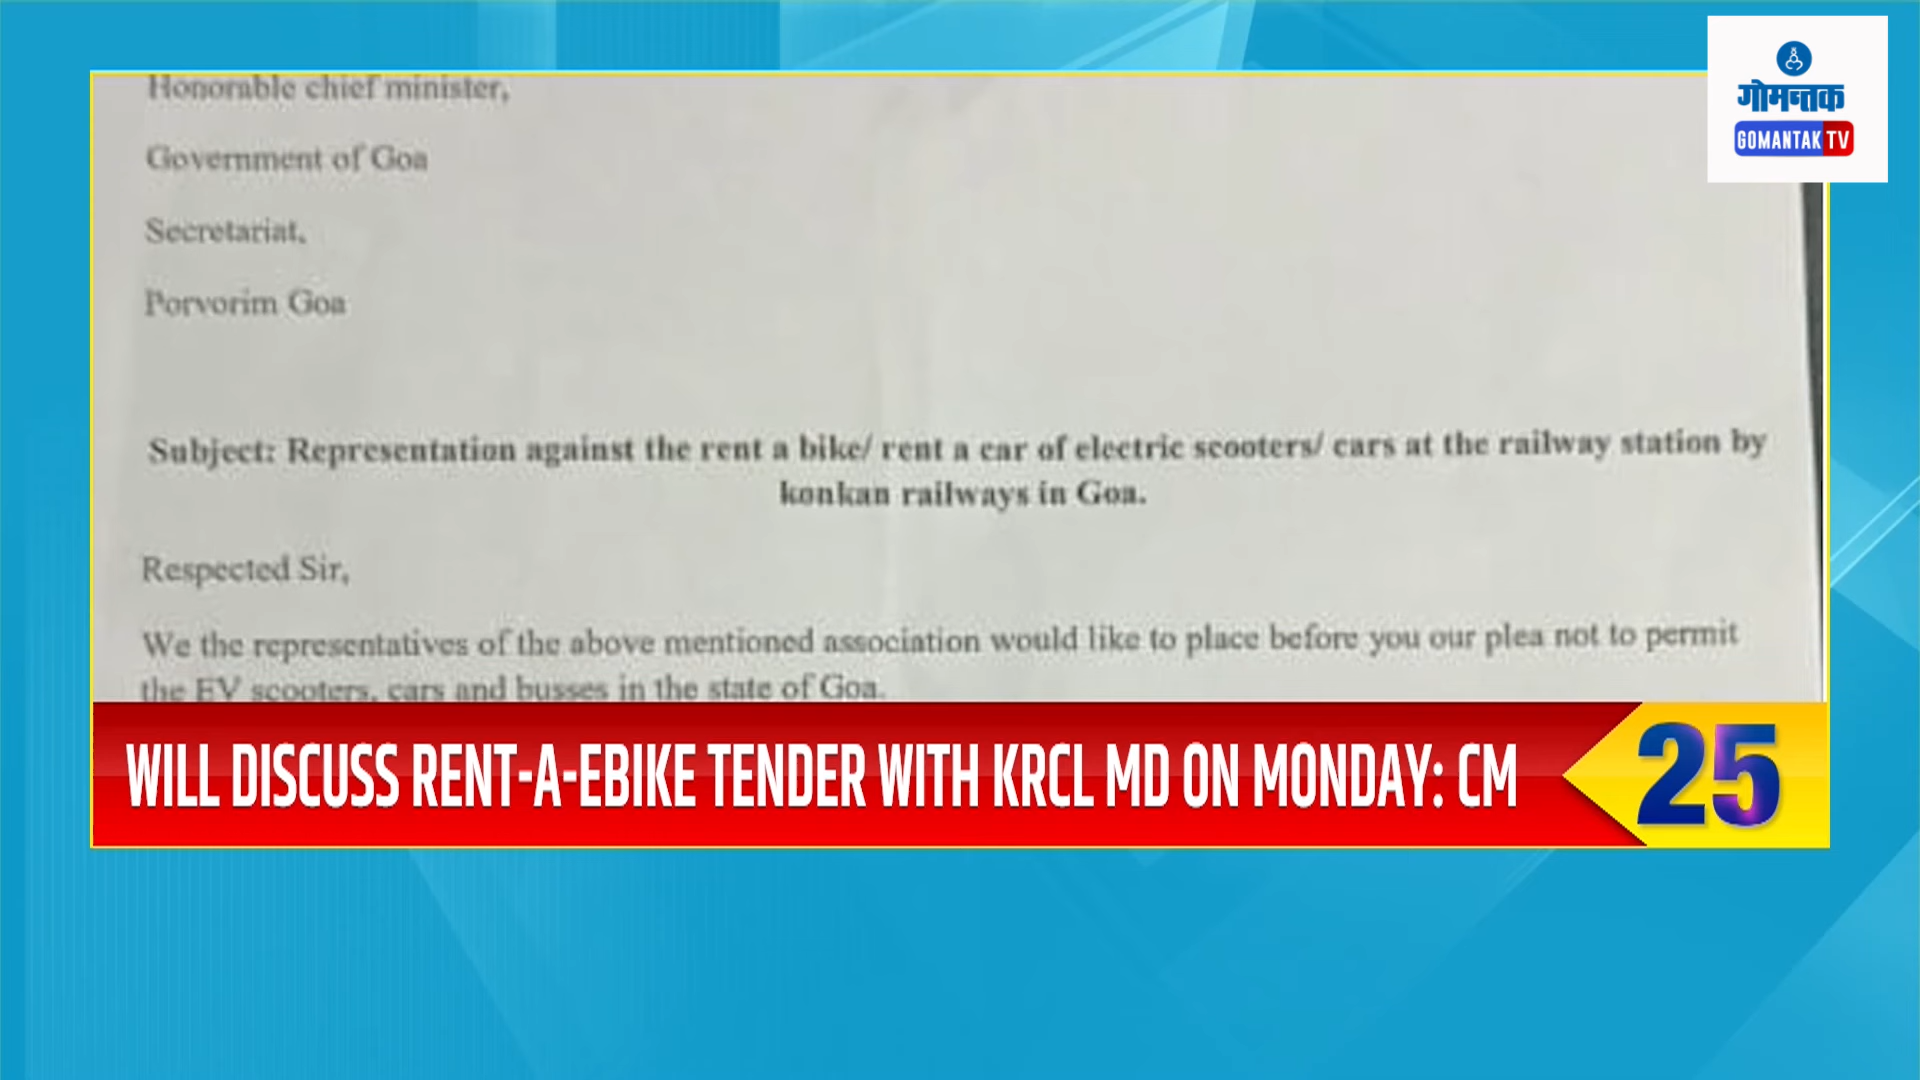 गोमन्तक
GOMANTAK TV
Honorable chief minister,
Government of Goa
Secretariat,
Porvorim Goa
Subject: Representation against the rent a bike/ rent a car of electric scooters/ cars at the railway station by
konkan railways in Goa.
Respected Sir,
We the representatives of the above mentioned association would like to place before you our plea not to permit
the EV scooters, cars and busses in the state of Goa.
WILL DISCUSS RENT-A-EBIKE TENDER WITH KRCL MD ON MONDAY: CM
25